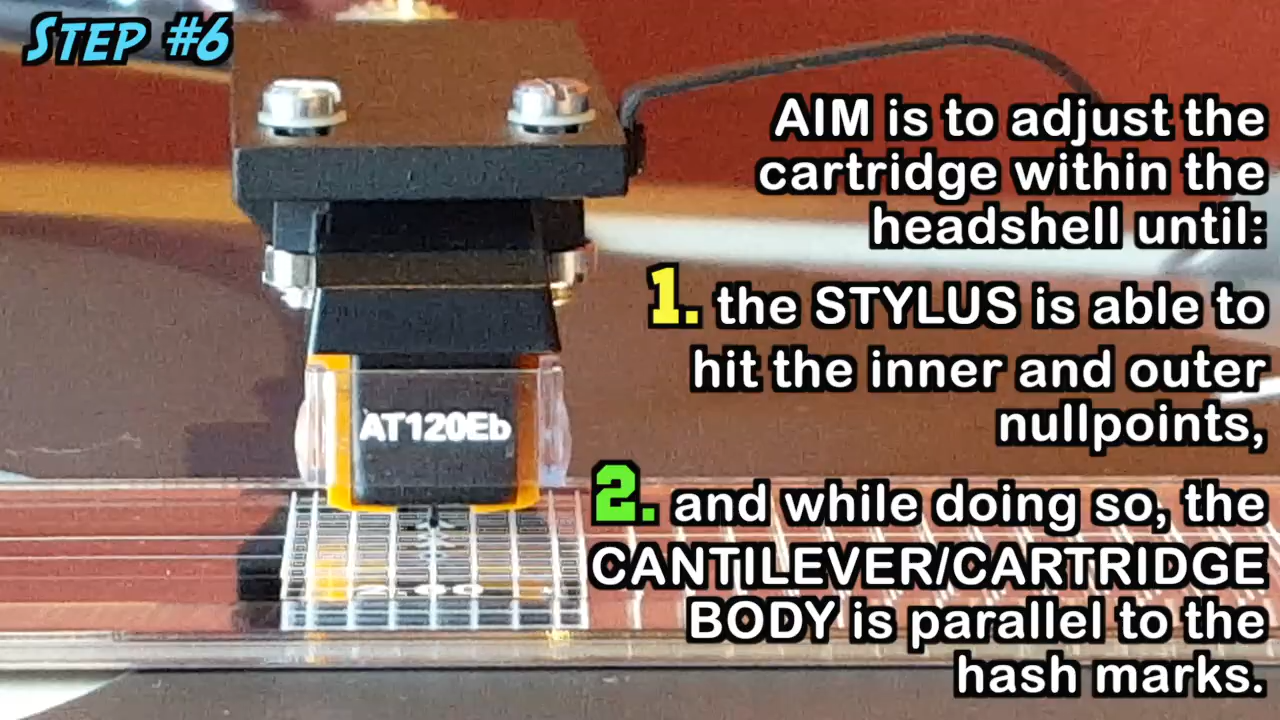 STEP #6
AIM is to adjust the
cartridge within the
headshell until:
1. the STYLUS is able to
hit the inner and outer
nullpoints,
2. and while doing so, the
CANTILEVER/CARTRIDGE
BODY is parallel to the
hash marks.
AT120Eb